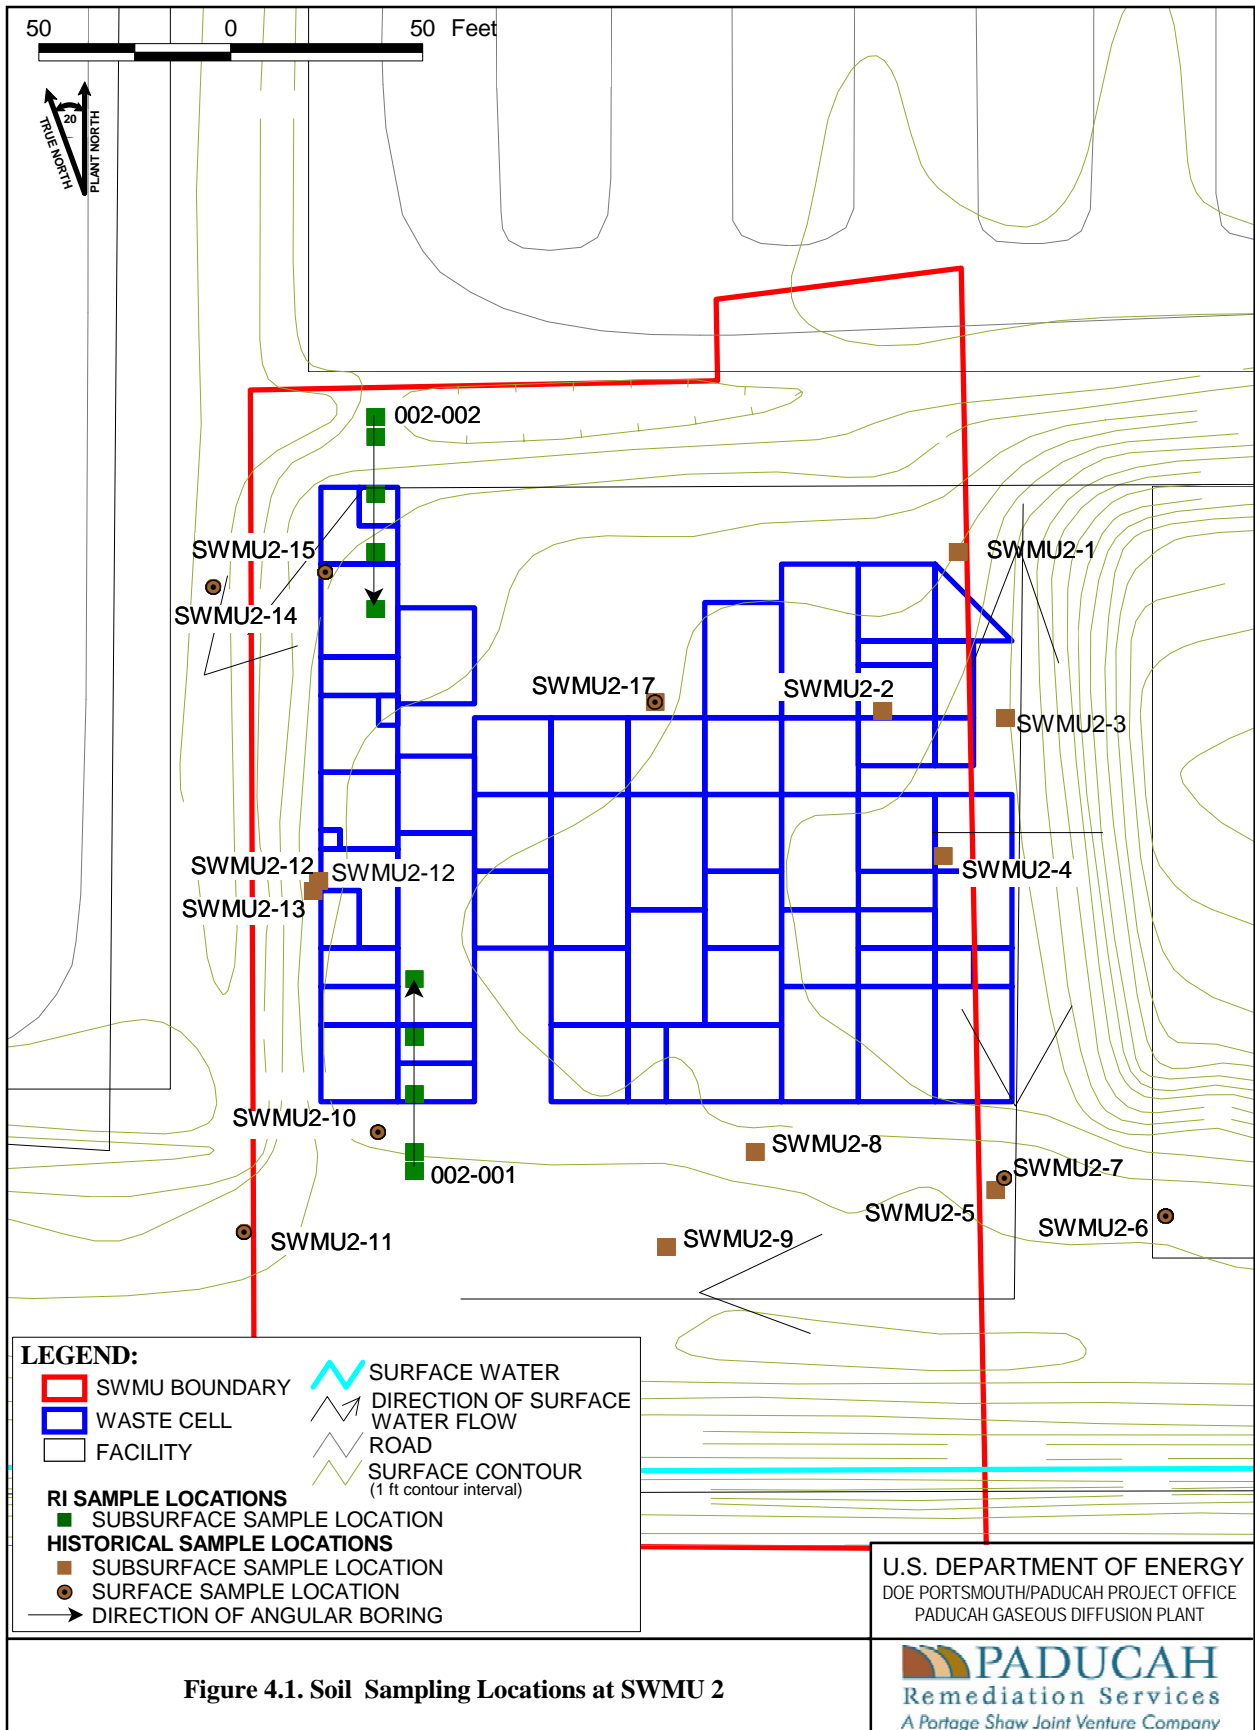 50 0 50 Feet
20
TRUE NORTH
PLANT NORTH
002-002
SWMU2-15
SWMU2-1
SWMU2-14
SWMU2-17
SWMU2-2
SWMU2-3
SWMU2-12
SWMU2-12
SWMU2-4
SWMU2-13
SWMU2-10
SWMU2-8
002-001
SWMU2-7
SWMU2-5
SWMU2-6
SWMU2-11
SWMU2-9
LEGEND:
SWMU BOUNDARY
WASTE CELL
FACILITY
SURFACE WATER
DIRECTION OF SURFACE
WATER FLOW
ROAD
SURFACE CONTOUR
(1 ft contour interval)
RI SAMPLE LOCATIONS
SUBSURFACE SAMPLE LOCATION
HISTORICAL SAMPLE LOCATIONS
SUBSURFACE SAMPLE LOCATION
SURFACE SAMPLE LOCATION
DIRECTION OF ANGULAR BORING
U.S. DEPARTMENT OF ENERGY
DOE PORTSMOUTH/PADUCAH PROJECT OFFICE
PADUCAH GASEOUS DIFFUSION PLANT
Figure 4.1. Soil Sampling Locations at SWMU 2
PADUCAH
Remediation Services
A Portage Shaw Joint Venture Company